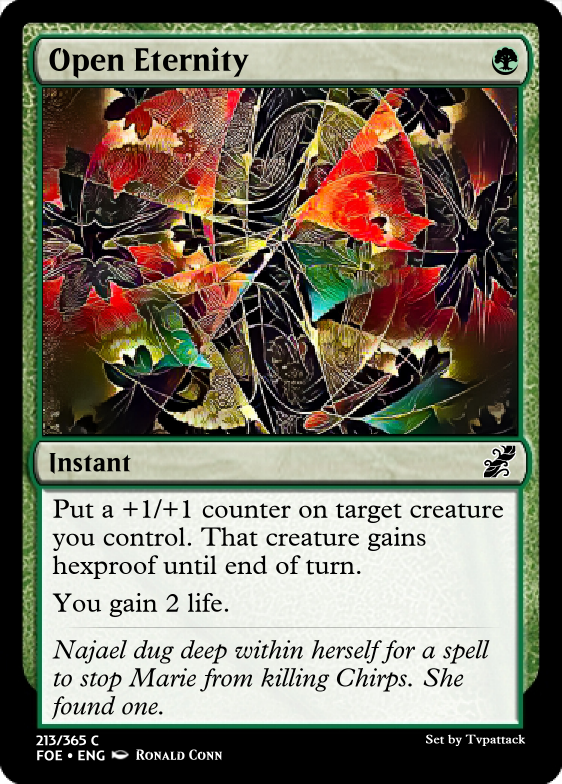 Open Eternity
Instant
Put a +1/+1 counter on target creature
you control. That creature gains
hexproof until end of turn.
You gain 2 life.
Najael dug deep within herself for a spell
to stop Marie from killing Chirps. She
found one.
213/365 C
Set by Tvpattack
FOE • ENG Ronald Conn